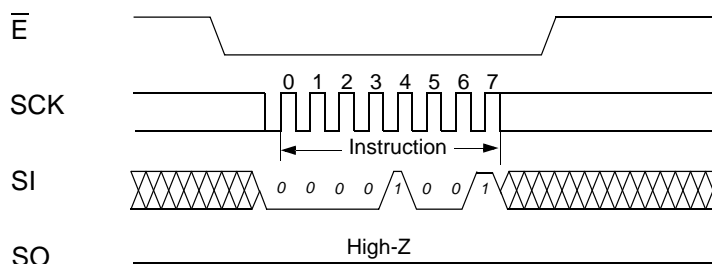 E̅
SCK 0 1 2 3 4 5 6 7
Instruction
SI 0 0 0 0 1 0 0 1
High-Z
SO